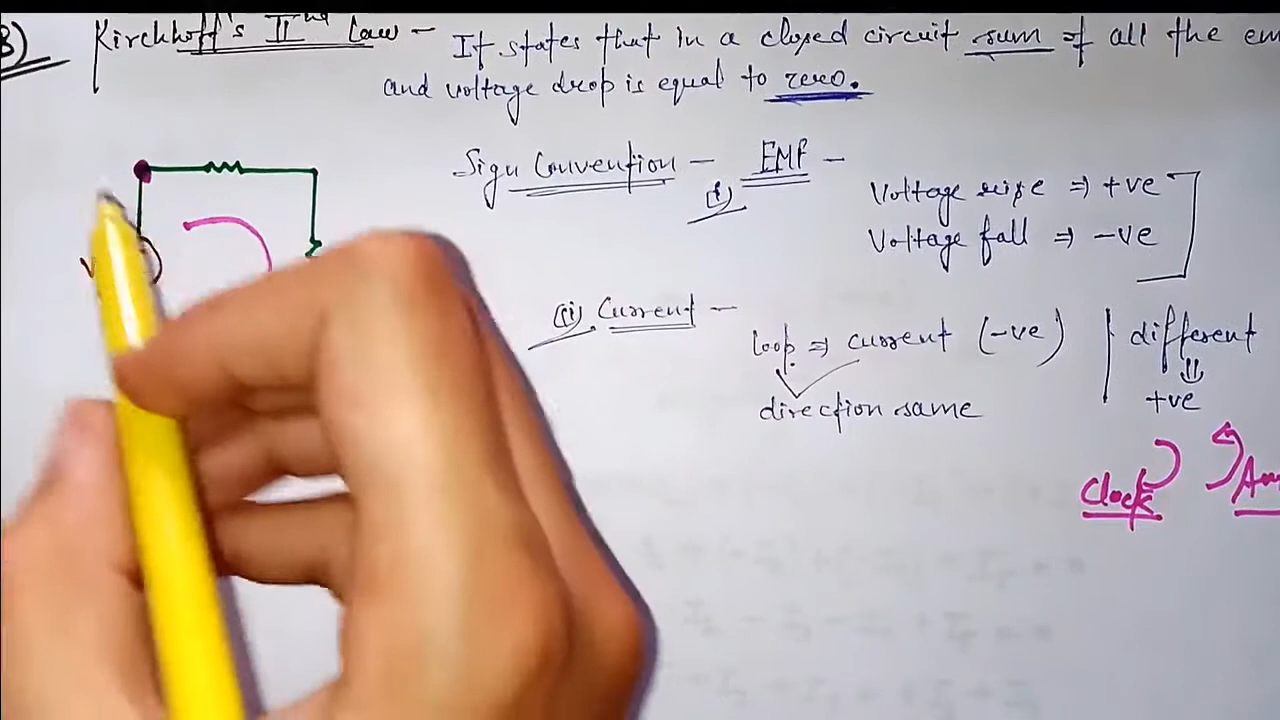 B) Kirchhoff's IInd Law – It states that in a closed circuit sum of all the em
and voltage drop is equal to zero.
Sign Convention – EMF –
(i)
Voltage rise ⇒ +ve
Voltage fall ⇒ -ve
(ii) Current –
loop ⇒ current (-ve) | different
direction same
⇓
+ve
Clock
V